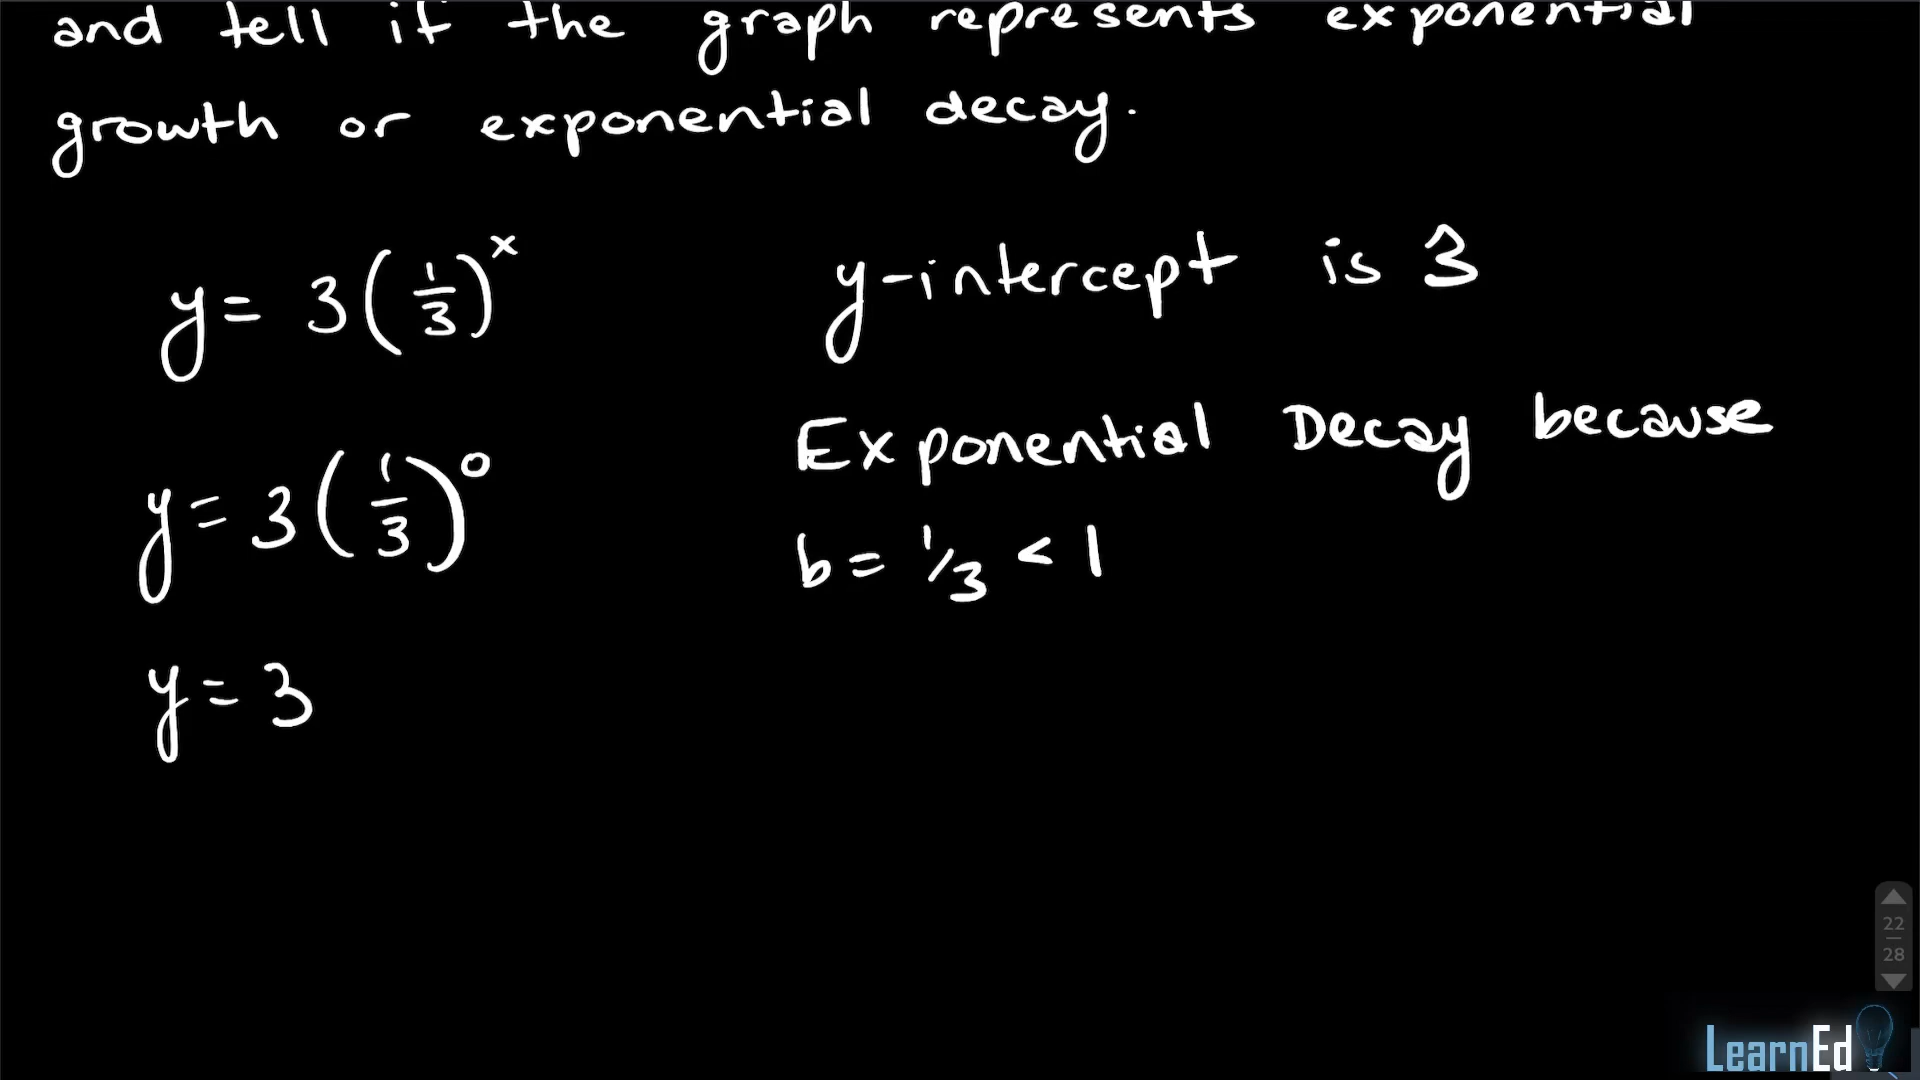 and tell if the graph represents exponential
growth or exponential decay.
y = 3(1/3)^x
y-intercept is 3
y = 3(1/3)^0
Exponential Decay because
b = 1/3 < 1
y = 3
22
28
LearnEd